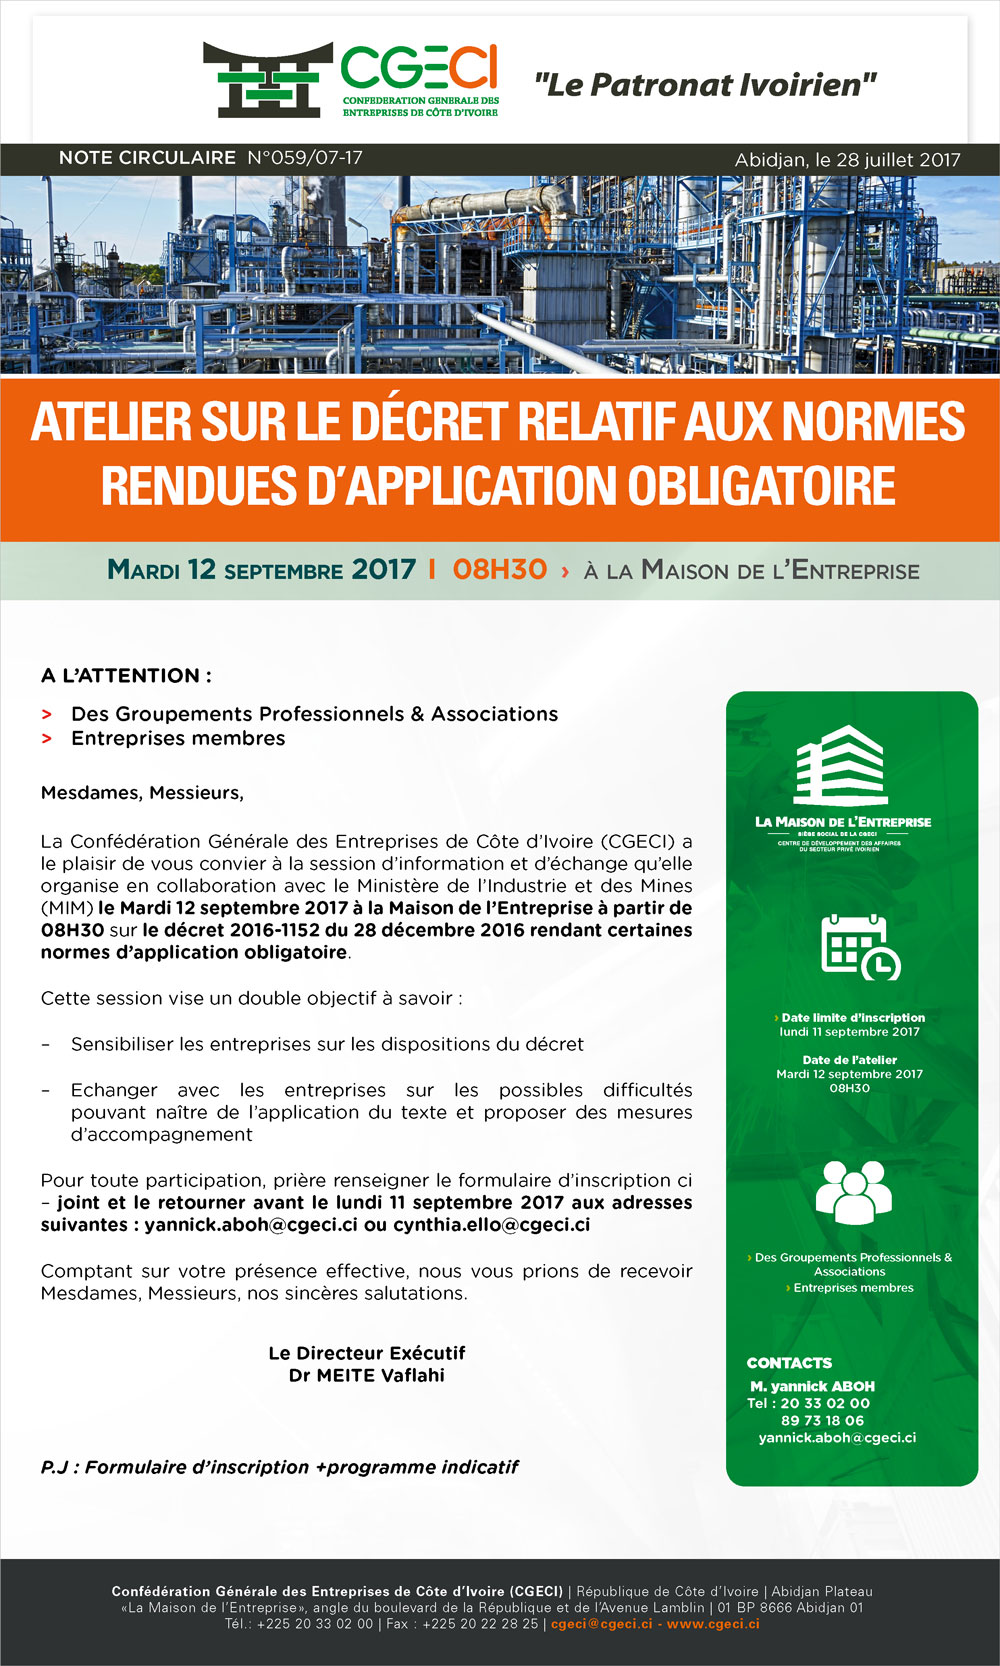 CGECI
CONFEDERATION GENERALE DES
ENTREPRISES DE CÔTE D'IVOIRE
"Le Patronat Ivoirien"
NOTE CIRCULAIRE N°059/07-17
Abidjan, le 28 juillet 2017
ATELIER SUR LE DÉCRET RELATIF AUX NORMES
RENDUES D'APPLICATION OBLIGATOIRE
MARDI 12 SEPTEMBRE 2017 I 08H30 › À LA MAISON DE L'ENTREPRISE
A L'ATTENTION :
> Des Groupements Professionnels & Associations
> Entreprises membres
Mesdames, Messieurs,
La Confédération Générale des Entreprises de Côte d'Ivoire (CGECI) a
le plaisir de vous convier à la session d'information et d'échange qu'elle
organise en collaboration avec le Ministère de l'Industrie et des Mines
(MIM) le Mardi 12 septembre 2017 à la Maison de l'Entreprise à partir de
08H30 sur le décret 2016-1152 du 28 décembre 2016 rendant certaines
normes d'application obligatoire.
Cette session vise un double objectif à savoir :
– Sensibiliser les entreprises sur les dispositions du décret
– Echanger avec les entreprises sur les possibles difficultés
pouvant naître de l'application du texte et proposer des mesures
d'accompagnement
Pour toute participation, prière renseigner le formulaire d'inscription ci
– joint et le retourner avant le lundi 11 septembre 2017 aux adresses
suivantes : yannick.aboh@cgeci.ci ou cynthia.ello@cgeci.ci
Comptant sur votre présence effective, nous vous prions de recevoir
Mesdames, Messieurs, nos sincères salutations.
Le Directeur Exécutif
Dr MEITE Vaflahi
P.J : Formulaire d'inscription +programme indicatif
LA MAISON DE L'ENTREPRISE
SIÈGE SOCIAL DE LA CGECI
CENTRE DE DÉVELOPPEMENT DES AFFAIRES
DU SECTEUR PRIVÉ IVOIRIEN
› Date limite d'inscription
lundi 11 septembre 2017
Date de l'atelier
Mardi 12 septembre 2017
08H30
› Des Groupements Professionnels &
Associations
› Entreprises membres
CONTACTS
M. yannick ABOH
Tel : 20 33 02 00
89 73 18 06
yannick.aboh@cgeci.ci
Confédération Générale des Entreprises de Côte d'Ivoire (CGECI) | République de Côte d'Ivoire | Abidjan Plateau
«La Maison de l'Entreprise», angle du boulevard de la République et de l'Avenue Lamblin | 01 BP 8666 Abidjan 01
Tél.: +225 20 33 02 00 | Fax : +225 20 22 28 25 | cgeci@cgeci.ci - www.cgeci.ci